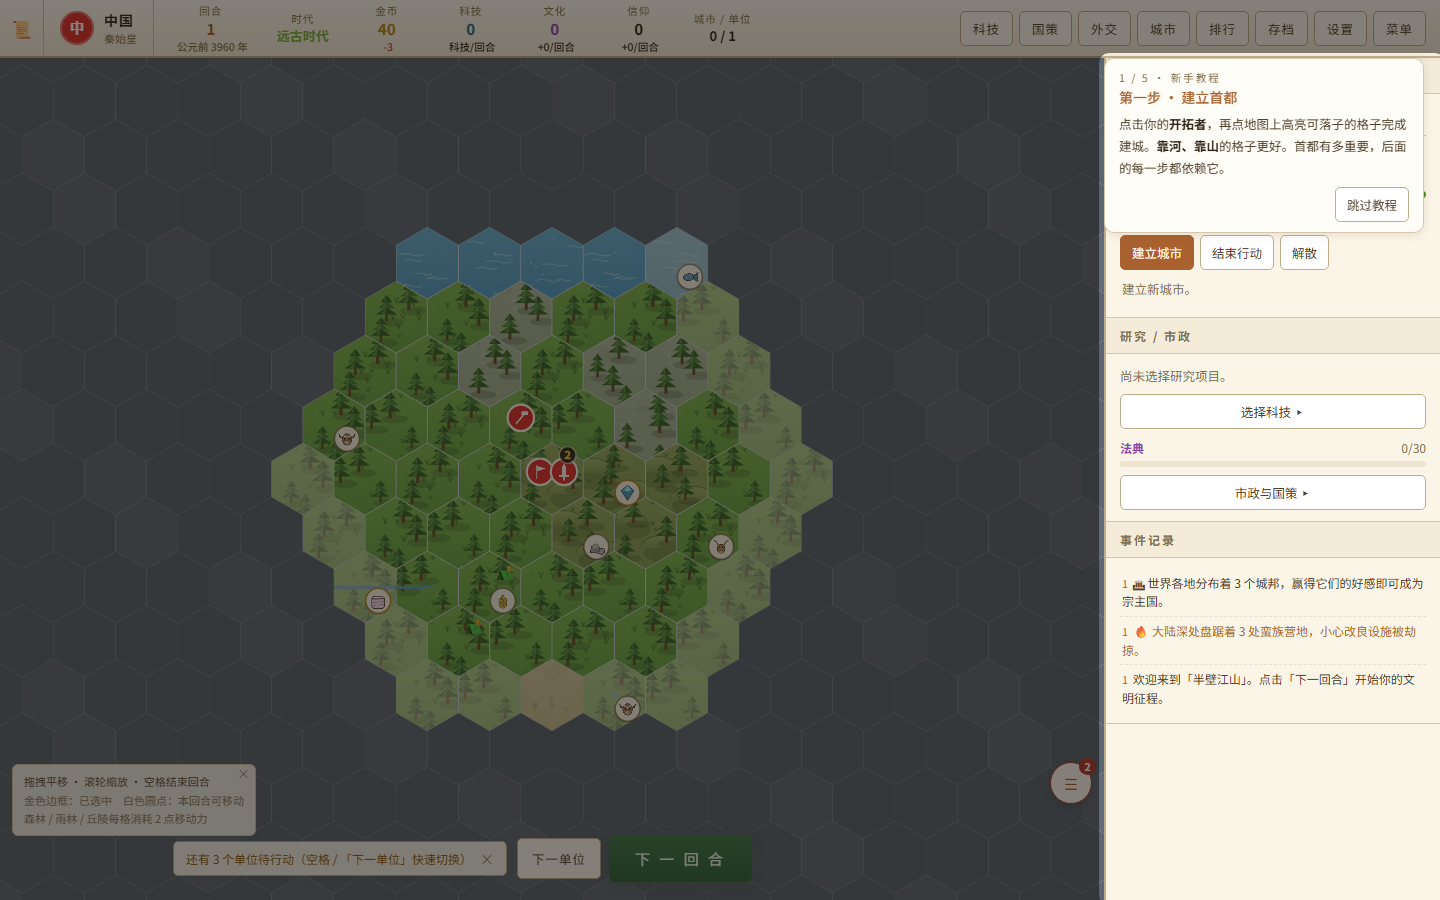 中
中国
秦始皇
回合
1
公元前 3960 年
时代
远古时代
金币
40
-3
科技
0
科技/回合
文化
0
+0/回合
信仰
0
+0/回合
城市 / 单位
0 / 1
科技
国策
外交
城市
排行
存档
设置
菜单
1 / 5 · 新手教程
第一步 · 建立首都
点击你的开拓者，再点地图上高亮可落子的格子完成
建城。靠河、靠山的格子更好。首都有多重要，后面
的每一步都依赖它。
跳过教程
建立城市
结束行动
解散
建立新城市。
研究 / 市政
尚未选择研究项目。
选择科技 ▸
法典
0/30
市政与国策 ▸
事件记录
1 世界各地分布着 3 个城邦，赢得它们的好感即可成为
宗主国。
1 大陆深处盘踞着 3 处蛮族营地，小心改良设施被劫
掠。
1 欢迎来到「半壁江山」。点击「下一回合」开始你的文
明征程。
2
2
拖拽平移 · 滚轮缩放 · 空格结束回合
金色边框：已选中 白色圆点：本回合可移动
森林 / 雨林 / 丘陵每格消耗 2 点移动力
还有 3 个单位待行动（空格 / 「下一单位」快速切换）
下一单位
下一回合